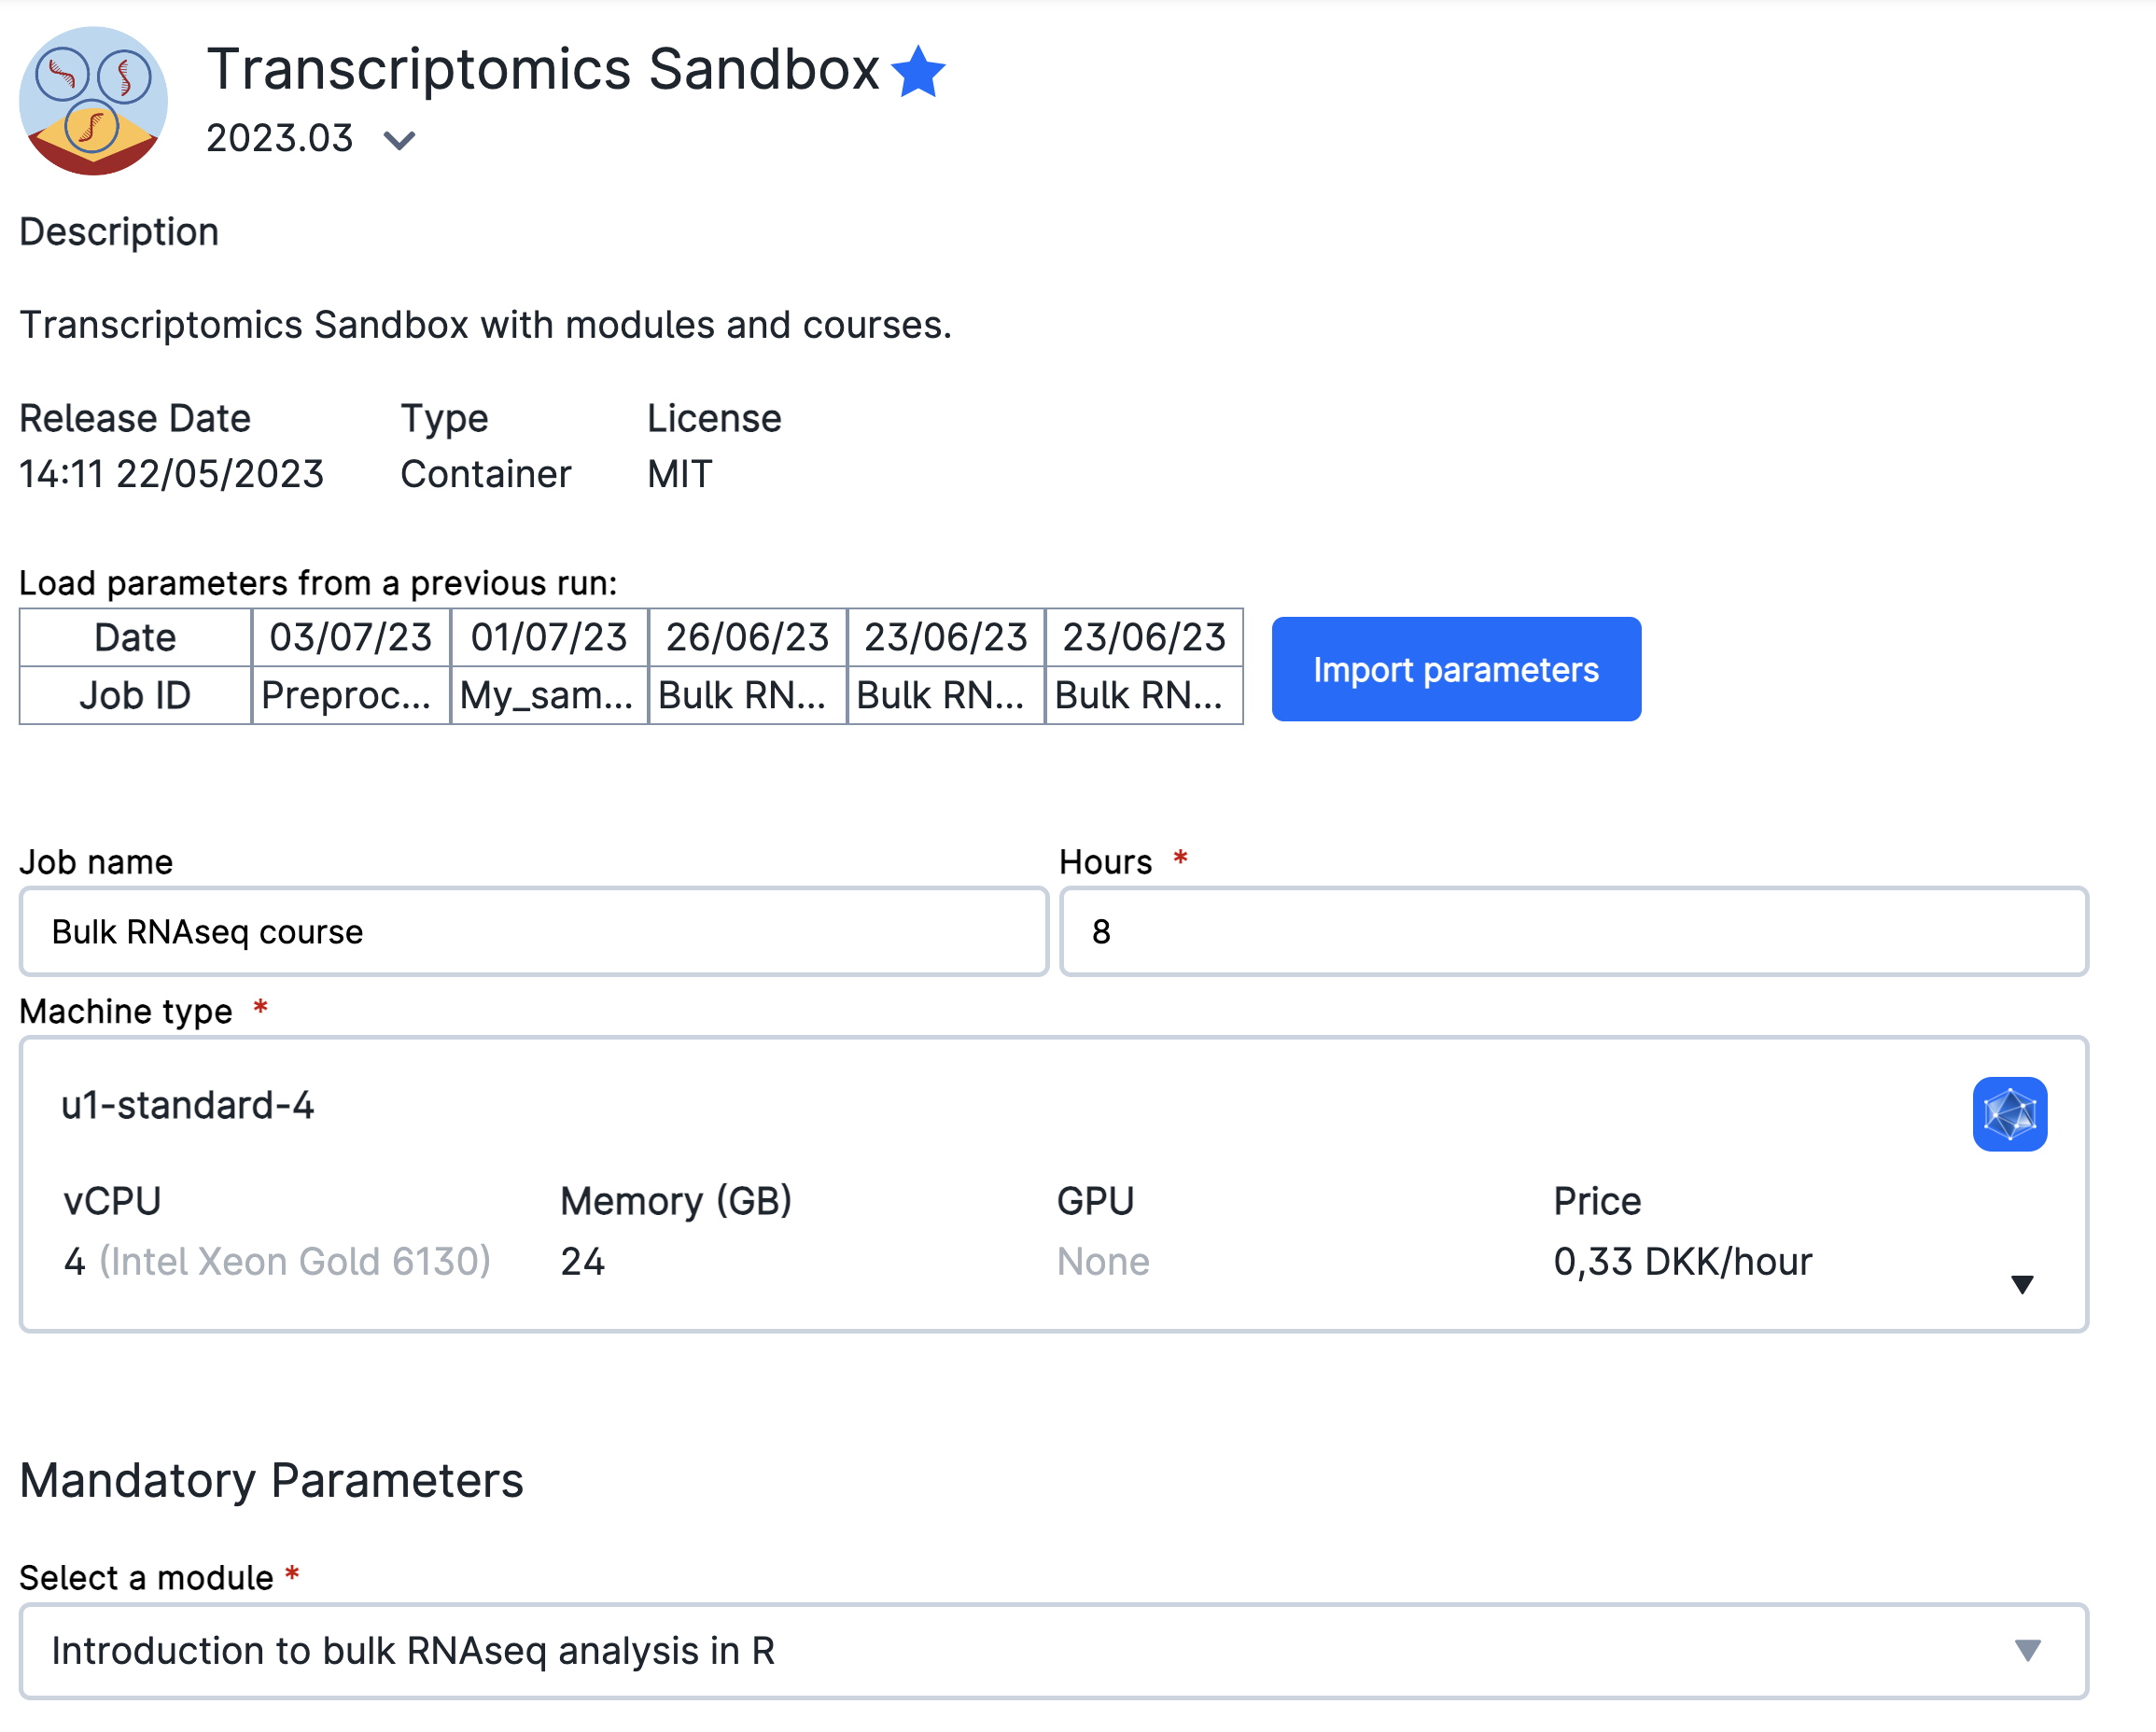 Transcriptomics Sandbox
2023.03
Description
Transcriptomics Sandbox with modules and courses.
Release Date Type License
14:11 22/05/2023 Container MIT
Load parameters from a previous run:
Date 03/07/23 01/07/23 26/06/23 23/06/23 23/06/23
Job ID Preproc... My_sam... Bulk RN... Bulk RN... Bulk RN...
Import parameters
Job name Hours *
Bulk RNAseq course 8
Machine type *
u1-standard-4
vCPU Memory (GB) GPU Price
4 (Intel Xeon Gold 6130) 24 None 0,33 DKK/hour
Mandatory Parameters
Select a module *
Introduction to bulk RNAseq analysis in R